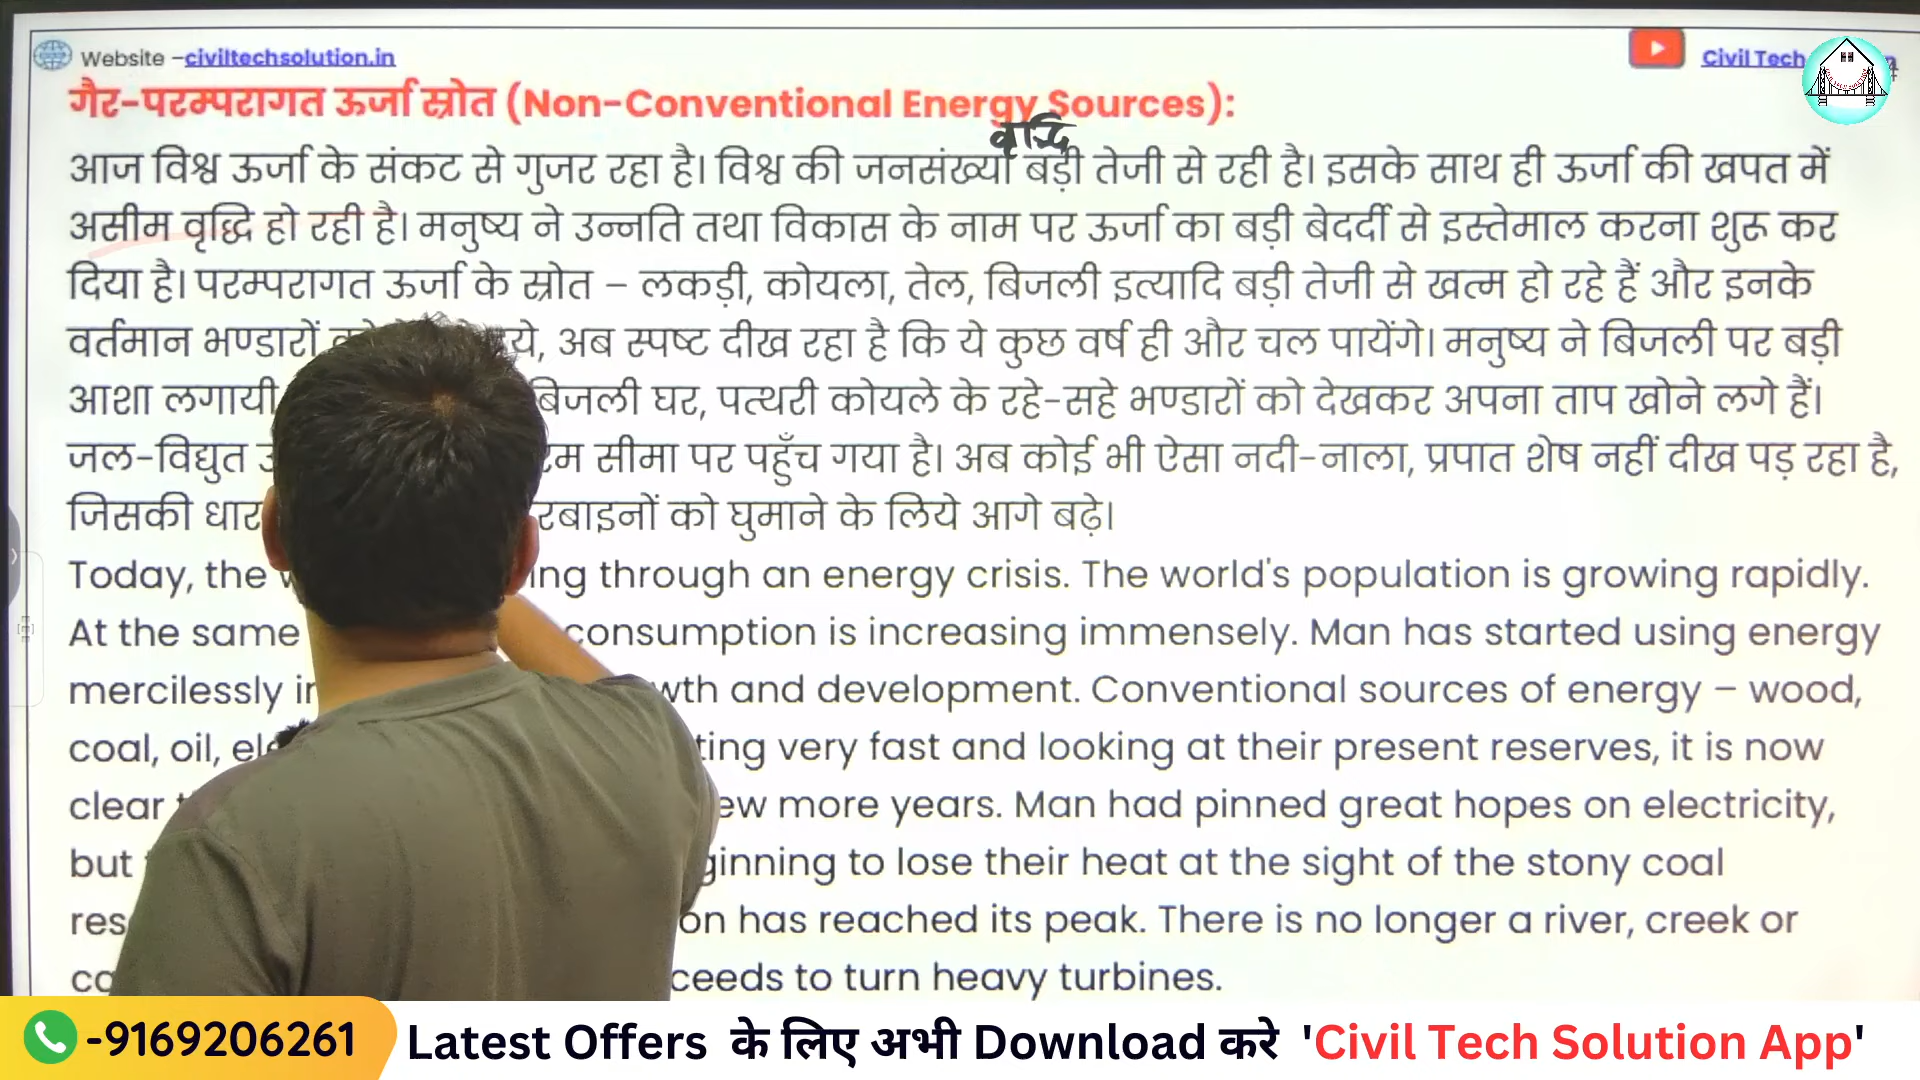 Website –civiltechsolution.in
Civil Tech
गैर-परम्परागत ऊर्जा स्रोत (Non-Conventional Energy Sources):
वृद्धि
आज विश्व ऊर्जा के संकट से गुजर रहा है। विश्व की जनसंख्या बड़ी तेजी से रही है। इसके साथ ही ऊर्जा की खपत में
असीम वृद्धि हो रही है। मनुष्य ने उन्नति तथा विकास के नाम पर ऊर्जा का बड़ी बेदर्दी से इस्तेमाल करना शुरू कर
दिया है। परम्परागत ऊर्जा के स्रोत – लकड़ी, कोयला, तेल, बिजली इत्यादि बड़ी तेजी से खत्म हो रहे हैं और इनके
वर्तमान भण्डारों अब स्पष्ट दीख रहा है कि ये कुछ वर्ष ही और चल पायेंगे। मनुष्य ने बिजली पर बड़ी
आशा लगायी बिजली घर, पत्थरी कोयले के रहे-सहे भण्डारों को देखकर अपना ताप खोने लगे हैं।
जल-विद्युत सीमा पर पहुँच गया है। अब कोई भी ऐसा नदी-नाला, प्रपात शेष नहीं दीख पड़ रहा है,
जिसकी को घुमाने के लिये आगे बढ़े।
Today, the through an energy crisis. The world's population is growing rapidly.
At the same consumption is increasing immensely. Man has started using energy
mercilessly and development. Conventional sources of energy – wood,
coal, oil, very fast and looking at their present reserves, it is now
clear more years. Man had pinned great hopes on electricity,
but to lose their heat at the sight of the stony coal
has reached its peak. There is no longer a river, creek or
to turn heavy turbines.
-9169206261
Latest Offers के लिए अभी Download करे 'Civil Tech Solution App'